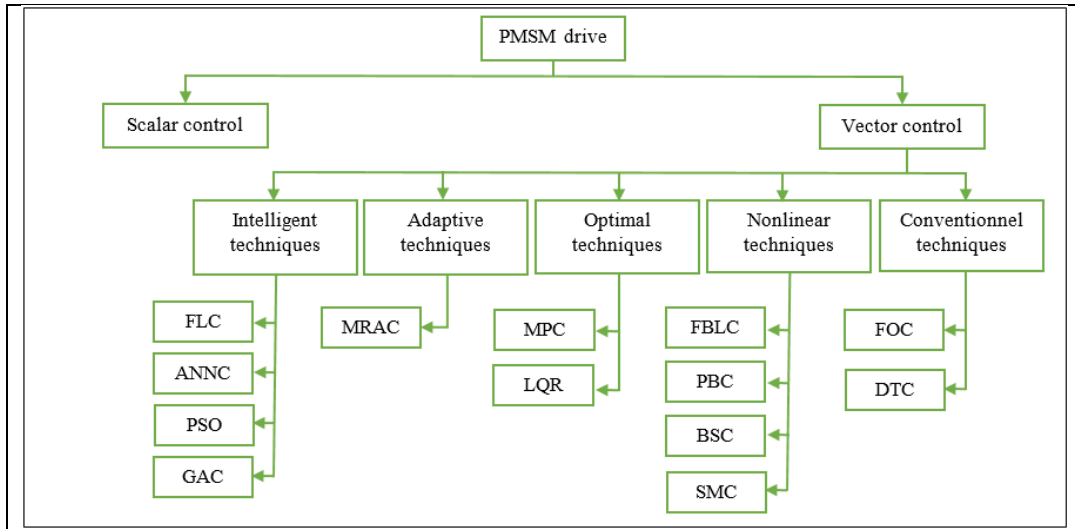 PMSM drive
Scalar control
Vector control
Intelligent
techniques
Adaptive
techniques
Optimal
techniques
Nonlinear
techniques
Conventionnel
techniques
FLC
ANNC
PSO
GAC
MRAC
MPC
LQR
FBLC
PBC
BSC
SMC
FOC
DTC